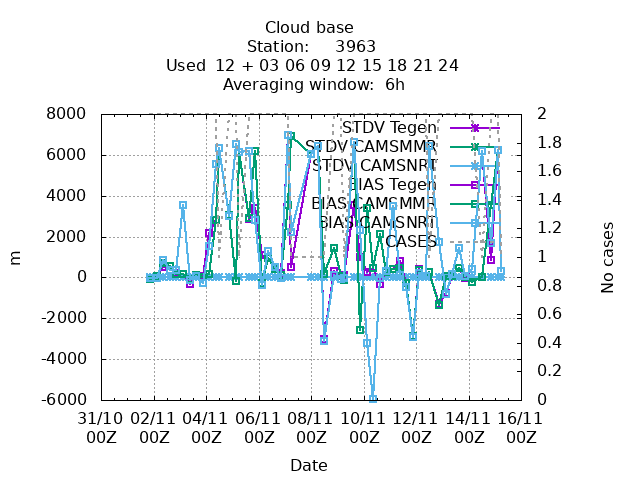 Cloud base
Station: 3963
Used 12 + 03 06 09 12 15 18 21 24
Averaging window: 6h
8000
6000
4000
2000
0
-2000
-4000
-6000
m
STDV Tegen
STDV CAMSMMR
STDV CAMSNRT
BIAS Tegen
BIAS CAMSMMR
BIAS CAMSNRT
CASES
2
1.8
1.6
1.4
1.2
1
0.8
0.6
0.4
0.2
0
No cases
31/10 02/11 04/11 06/11 08/11 10/11 12/11 14/11 16/11
00Z 00Z 00Z 00Z 00Z 00Z 00Z 00Z 00Z
Date